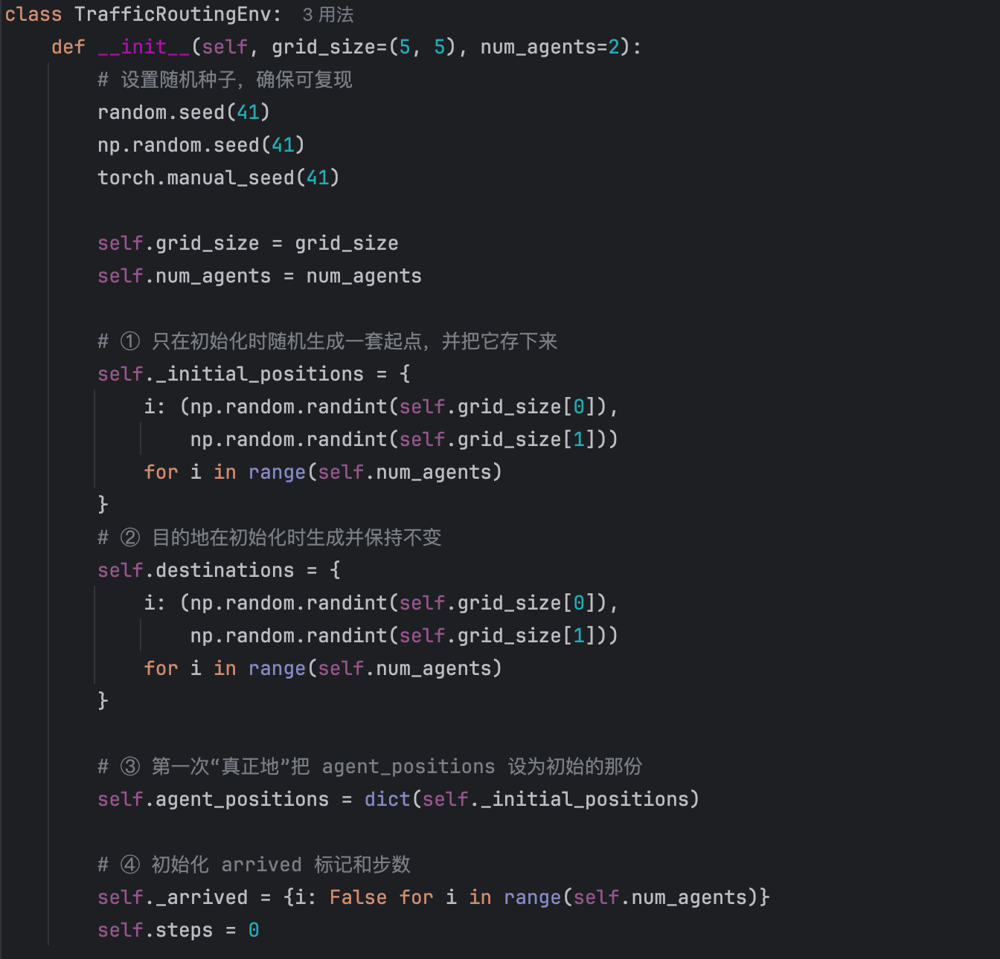 class TrafficRoutingEnv:  3 用法
    def __init__(self, grid_size=(5, 5), num_agents=2):
        # 设置随机种子，确保可复现
        random.seed(41)
        np.random.seed(41)
        torch.manual_seed(41)

        self.grid_size = grid_size
        self.num_agents = num_agents

        # ① 只在初始化时随机生成一套起点，并把它存下来
        self._initial_positions = {
            i: (np.random.randint(self.grid_size[0]),
                np.random.randint(self.grid_size[1]))
            for i in range(self.num_agents)
        }
        # ② 目的地在初始化时生成并保持不变
        self.destinations = {
            i: (np.random.randint(self.grid_size[0]),
                np.random.randint(self.grid_size[1]))
            for i in range(self.num_agents)
        }

        # ③ 第一次“真正地”把 agent_positions 设为初始的那份
        self.agent_positions = dict(self._initial_positions)

        # ④ 初始化 arrived 标记和步数
        self._arrived = {i: False for i in range(self.num_agents)}
        self.steps = 0